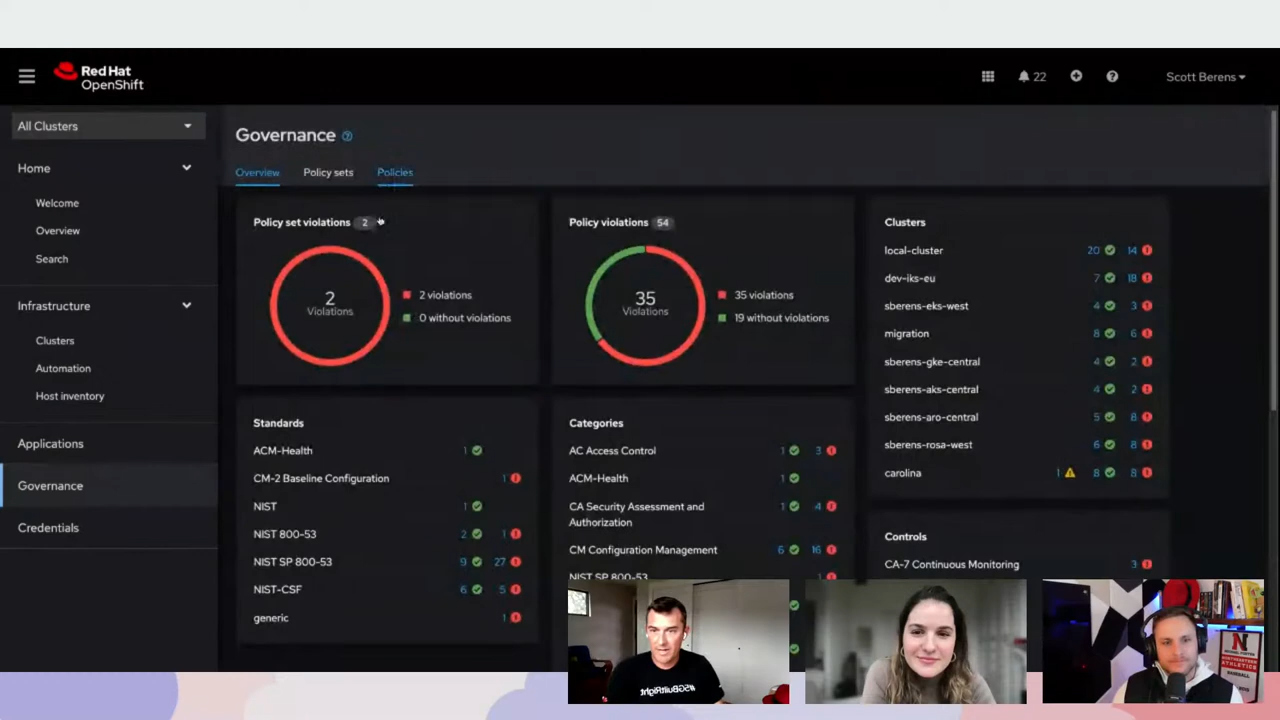 Red Hat
OpenShift
22
Scott Berens
All Clusters
Home
Welcome
Overview
Search
Infrastructure
Clusters
Automation
Host inventory
Applications
Governance
Credentials
Governance
Overview Policy sets Policies
Policy set violations 2
2
Violations
2 violations
0 without violations
Policy violations 54
35
Violations
35 violations
19 without violations
Clusters
local-cluster 20 14
dev-iks-eu 7 18
sberens-eks-west 4 3
migration 8 6
sberens-gke-central 4 2
sberens-aks-central 4 2
sberens-aro-central 5 8
sberens-rosa-west 6 8
carolina 1 8 8
Standards
ACM-Health 1
CM-2 Baseline Configuration 1
NIST 1
NIST 800-53 2 1
NIST SP 800-53 9 27
NIST-CSF 6 5
generic 1
Categories
AC Access Control 1 3
ACM-Health 1
CA Security Assessment and
Authorization 1 4
CM Configuration Management 6 16
NIST SP 800-53 1
Controls
CA-7 Continuous Monitoring 3
N
ATHLETICS
BASEBALL